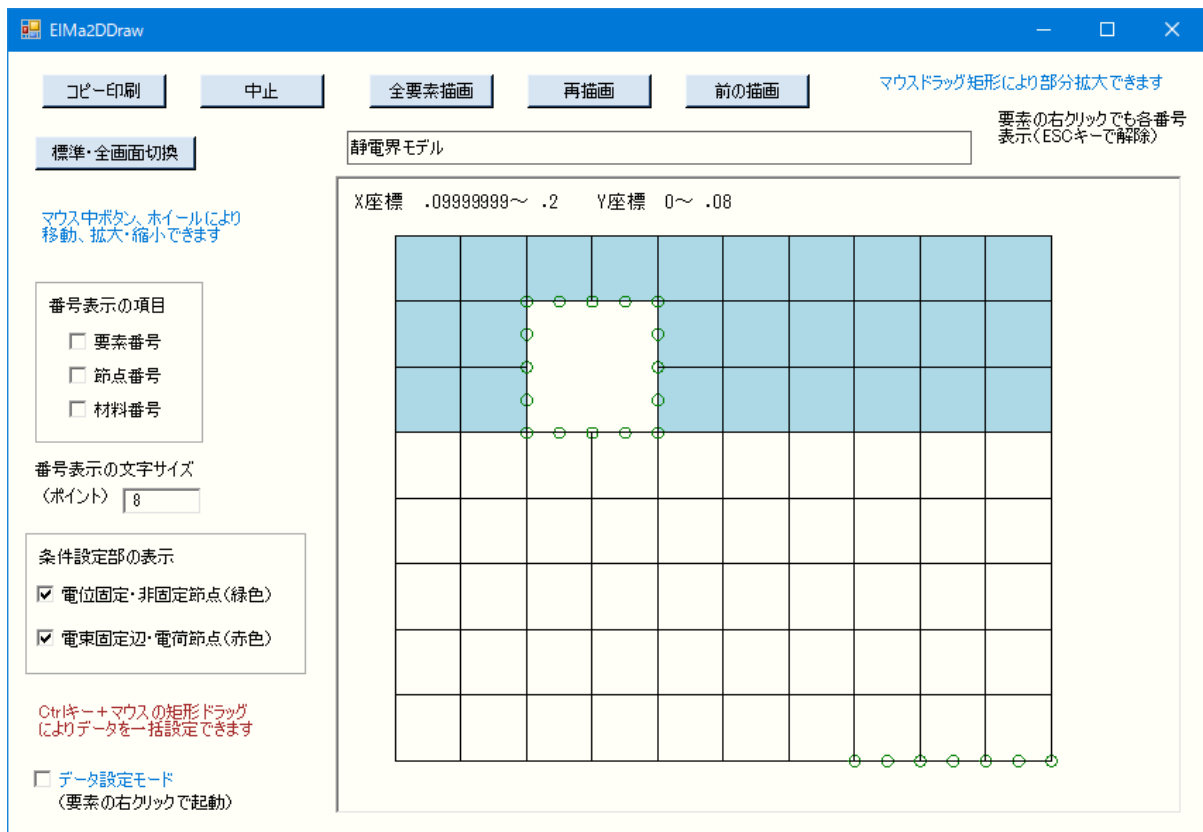 ElMa2DDraw
コピー印刷
中止
全要素描画
再描画
前の描画
マウスドラッグ矩形により部分拡大できます
要素の右クリックでも各番号
表示(ESCキーで解除)
標準・全画面切換
静電界モデル
X座標 .09999999～ .2 Y座標 0～ .08
マウス中ボタン、ホイールにより
移動、拡大・縮小できます
番号表示の項目
要素番号
節点番号
材料番号
番号表示の文字サイズ
(ポイント) 8
条件設定部の表示
電位固定・非固定節点(緑色)
電束固定辺・電荷節点(赤色)
Ctrlキー+マウスの矩形ドラッグ
によりデータを一括設定できます
データ設定モード
(要素の右クリックで起動)